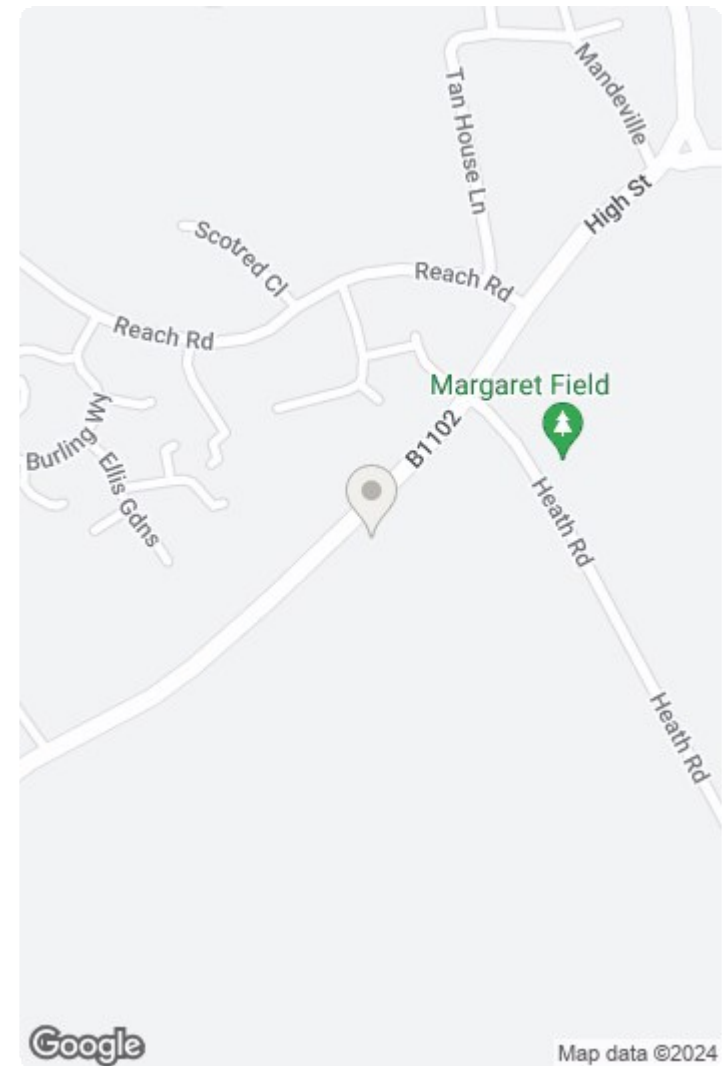 Mandeville
Tan House Ln
High St
Scotred Cl
Reach Rd
Reach Rd
Margaret Field
Burling Wy
B1102
Ellis Gdns
Heath Rd
Heath Rd
Google
Map data ©2024